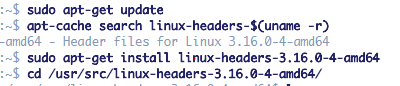 :~$ sudo apt-get update
:~$ apt-cache search linux-headers-$(uname -r)
-amd64 - Header files for Linux 3.16.0-4-amd64
:~$ sudo apt-get install linux-headers-3.16.0-4-amd64
:~$ cd /usr/src/linux-headers-3.16.0-4-amd64/